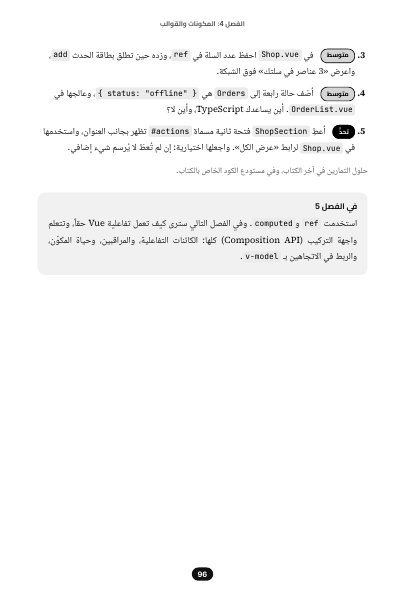 الفصل 4: المكونات والقوالب
3. متوسط في Shop.vue احفظ عدد السلة في ref، وزده حين تطلق بطاقة الحدث add،
واعرض «3 عناصر في سلتك» فوق الشبكة.
4. متوسط أضف حالة رابعة إلى Orders هي { status: "offline" }، وعالجها في
OrderList.vue. أين يساعدك TypeScript، وأين لا؟
5. تحدٍّ أعطِ ShopSection فتحة ثانية مسماة #actions تظهر بجانب العنوان، واستخدمها
في Shop.vue لرابط «عرض الكل». واجعلها اختيارية: إن لم تُعطَ لا يُرسم شيء إضافي.
حلول التمارين في آخر الكتاب، وفي مستودع الكود الخاص بالكتاب.
في الفصل 5
استخدمت ref و computed. وفي الفصل التالي سترى كيف تعمل تفاعلية Vue حقاً، وتتعلم
واجهة التركيب (Composition API) كلها: الكائنات التفاعلية، والمراقبين، وحياة المكوّن،
والربط في الاتجاهين بـ v-model.
96